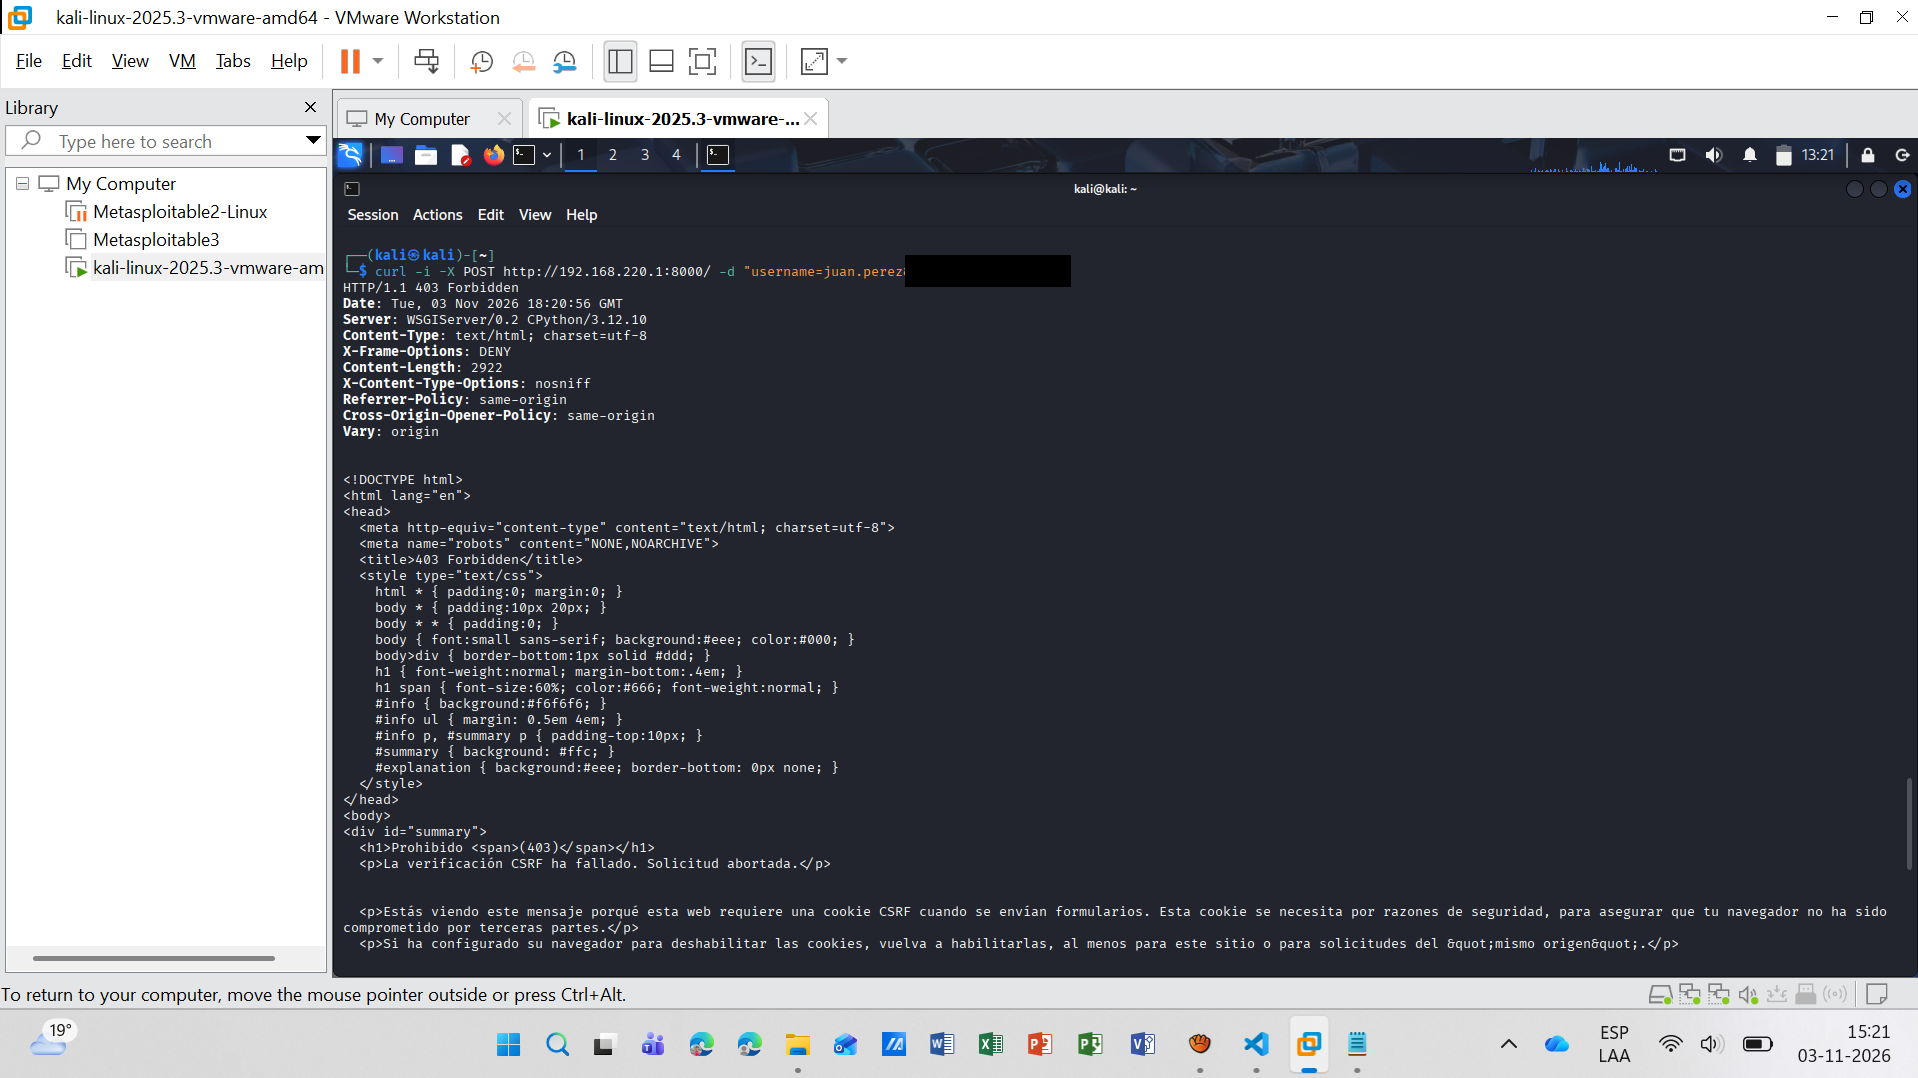 kali-linux-2025.3-vmware-amd64 - VMware Workstation
File Edit View VM Tabs Help
Library
Type here to search
My Computer
Metasploitable2-Linux
Metasploitable3
kali-linux-2025.3-vmware-am
My Computer
kali-linux-2025.3-vmware-...
1 2 3 4
13:21
kali@kali: ~
Session Actions Edit View Help
┌──(kali㉿kali)-[~]
└─$ curl -i -X POST http://192.168.220.1:8000/ -d "username=juan.perez
HTTP/1.1 403 Forbidden
Date: Tue, 03 Nov 2026 18:20:56 GMT
Server: WSGIServer/0.2 CPython/3.12.10
Content-Type: text/html; charset=utf-8
X-Frame-Options: DENY
Content-Length: 2922
X-Content-Type-Options: nosniff
Referrer-Policy: same-origin
Cross-Origin-Opener-Policy: same-origin
Vary: origin
<!DOCTYPE html>
<html lang="en">
<head>
<meta http-equiv="content-type" content="text/html; charset=utf-8">
<meta name="robots" content="NONE,NOARCHIVE">
<title>403 Forbidden</title>
<style type="text/css">
html * { padding:0; margin:0; }
body * { padding:10px 20px; }
body * * { padding:0; }
body { font:small sans-serif; background:#eee; color:#000; }
body>div { border-bottom:1px solid #ddd; }
h1 { font-weight:normal; margin-bottom:.4em; }
h1 span { font-size:60%; color:#666; font-weight:normal; }
#info { background:#f6f6f6; }
#info ul { margin: 0.5em 4em; }
#info p, #summary p { padding-top:10px; }
#summary { background: #ffc; }
#explanation { background:#eee; border-bottom: 0px none; }
</style>
</head>
<body>
<div id="summary">
<h1>Prohibido <span>(403)</span></h1>
<p>La verificación CSRF ha fallado. Solicitud abortada.</p>
<p>Estás viendo este mensaje porqué esta web requiere una cookie CSRF cuando se envían formularios. Esta cookie se necesita por razones de seguridad, para asegurar que tu navegador no ha sido
comprometido por terceras partes.</p>
<p>Si ha configurado su navegador para deshabilitar las cookies, vuelva a habilitarlas, al menos para este sitio o para solicitudes del &quot;mismo origen&quot;.</p>
To return to your computer, move the mouse pointer outside or press Ctrl+Alt.
19°
ESP
LAA
15:21
03-11-2026